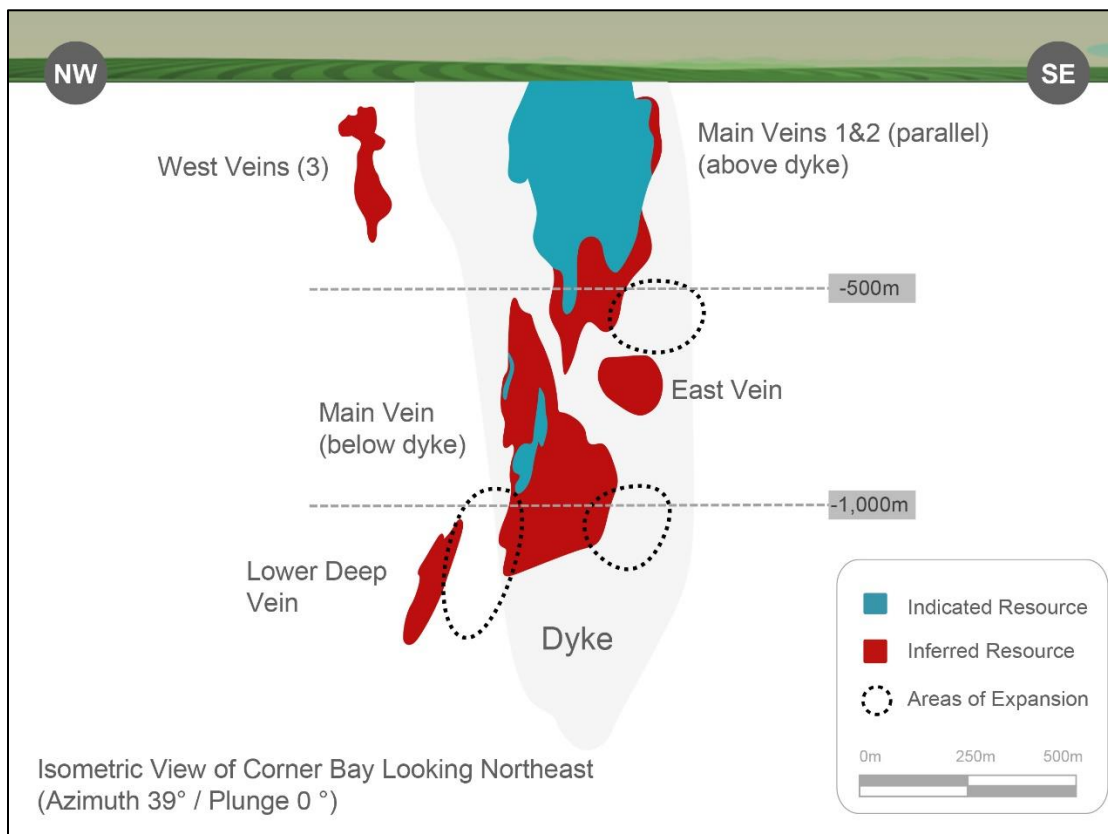 NW
SE
West Veins (3)
Main Veins 1&2 (parallel)
(above dyke)
-500m
East Vein
Main Vein
(below dyke)
-1,000m
Lower Deep
Vein
Dyke
Indicated Resource
Inferred Resource
Areas of Expansion
0m 250m 500m
Isometric View of Corner Bay Looking Northeast
(Azimuth 39° / Plunge 0 °)